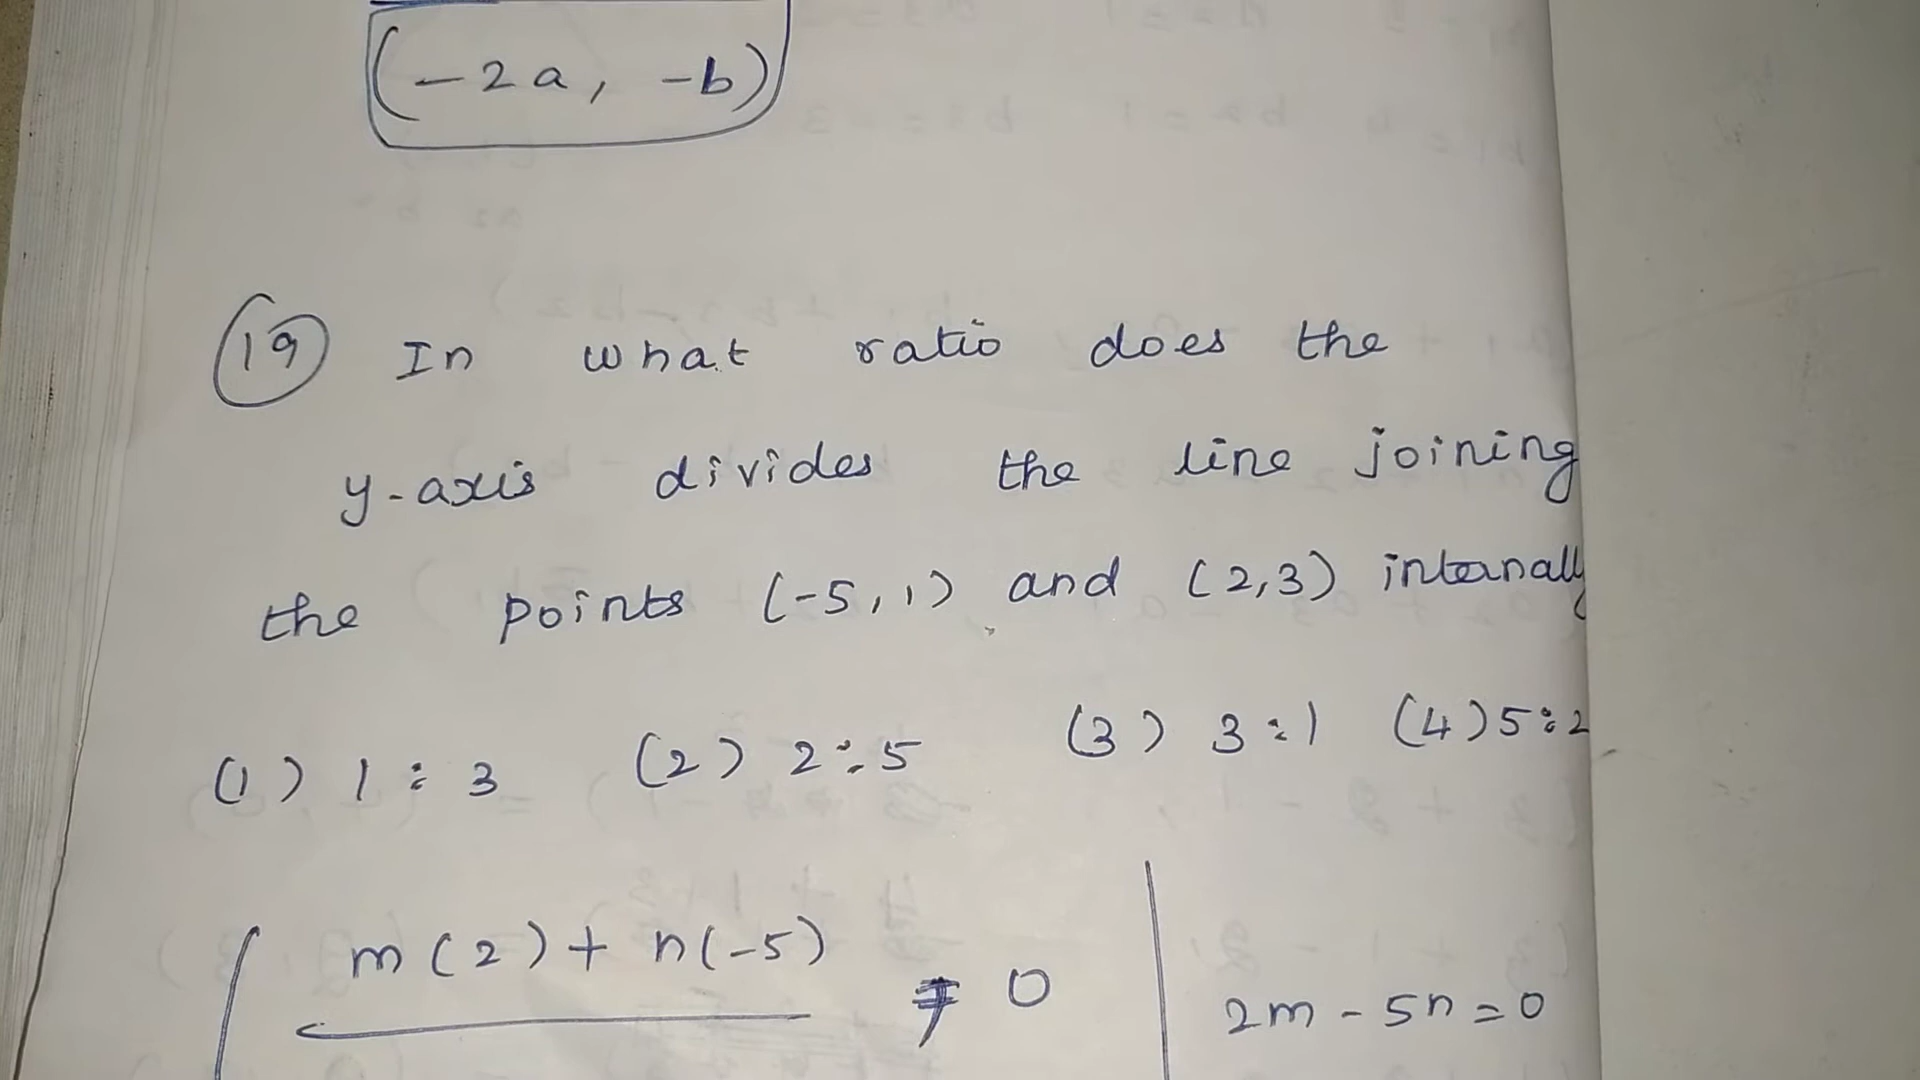 (-2a, -b)
(19) In what ratio does the
y-axis divides the line joining
the points (-5,1) and (2,3) internally
(1) 1 : 3 (2) 2 : 5 (3) 3 : 1 (4) 5 : 2
m(2) + n(-5) = 0
2m - 5n = 0